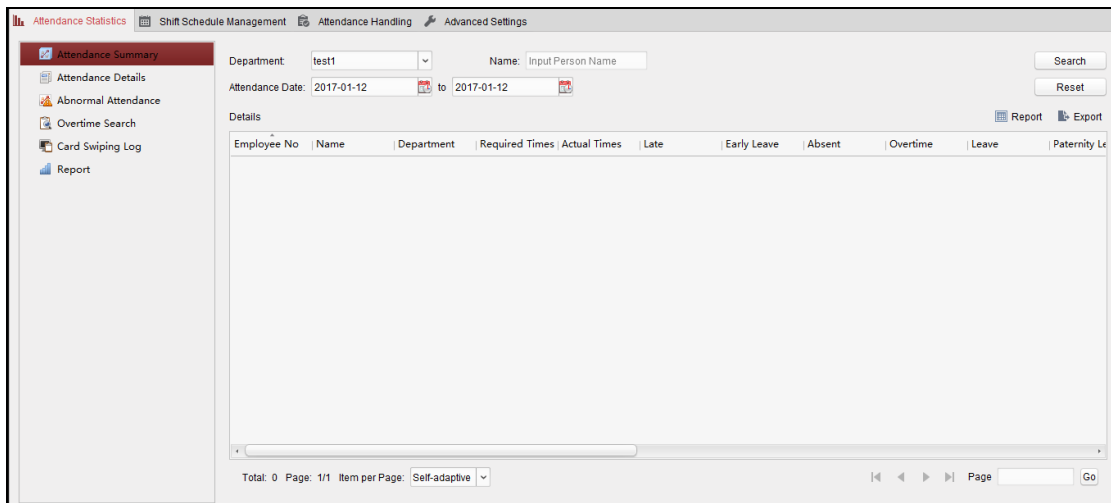 Attendance Statistics Shift Schedule Management Attendance Handling Advanced Settings
Attendance Summary
Attendance Details
Abnormal Attendance
Overtime Search
Card Swiping Log
Report
Department: test1 Name: Input Person Name Search
Attendance Date: 2017-01-12 to 2017-01-12 Reset
Details Report Export
Employee No Name Department Required Times Actual Times Late Early Leave Absent Overtime Leave Paternity Le
Total: 0 Page: 1/1 Item per Page: Self-adaptive Page Go